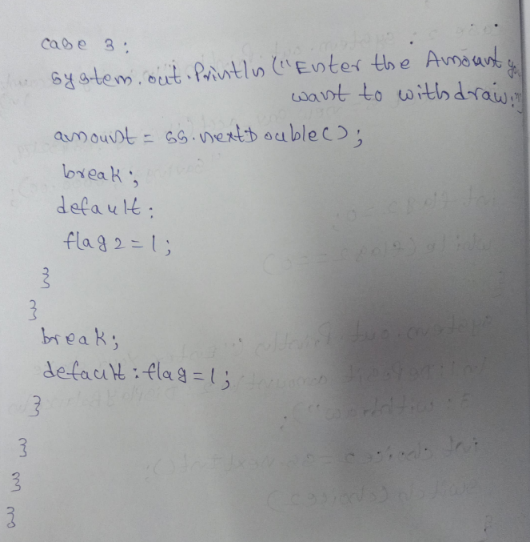 case 3:
system.out.Println("Enter the Amount
want to withdraw:"
amount = ss.nextDouble();
break;
default:
flag2=1;
}
}
break;
default:flag=1;
}
}
}
}